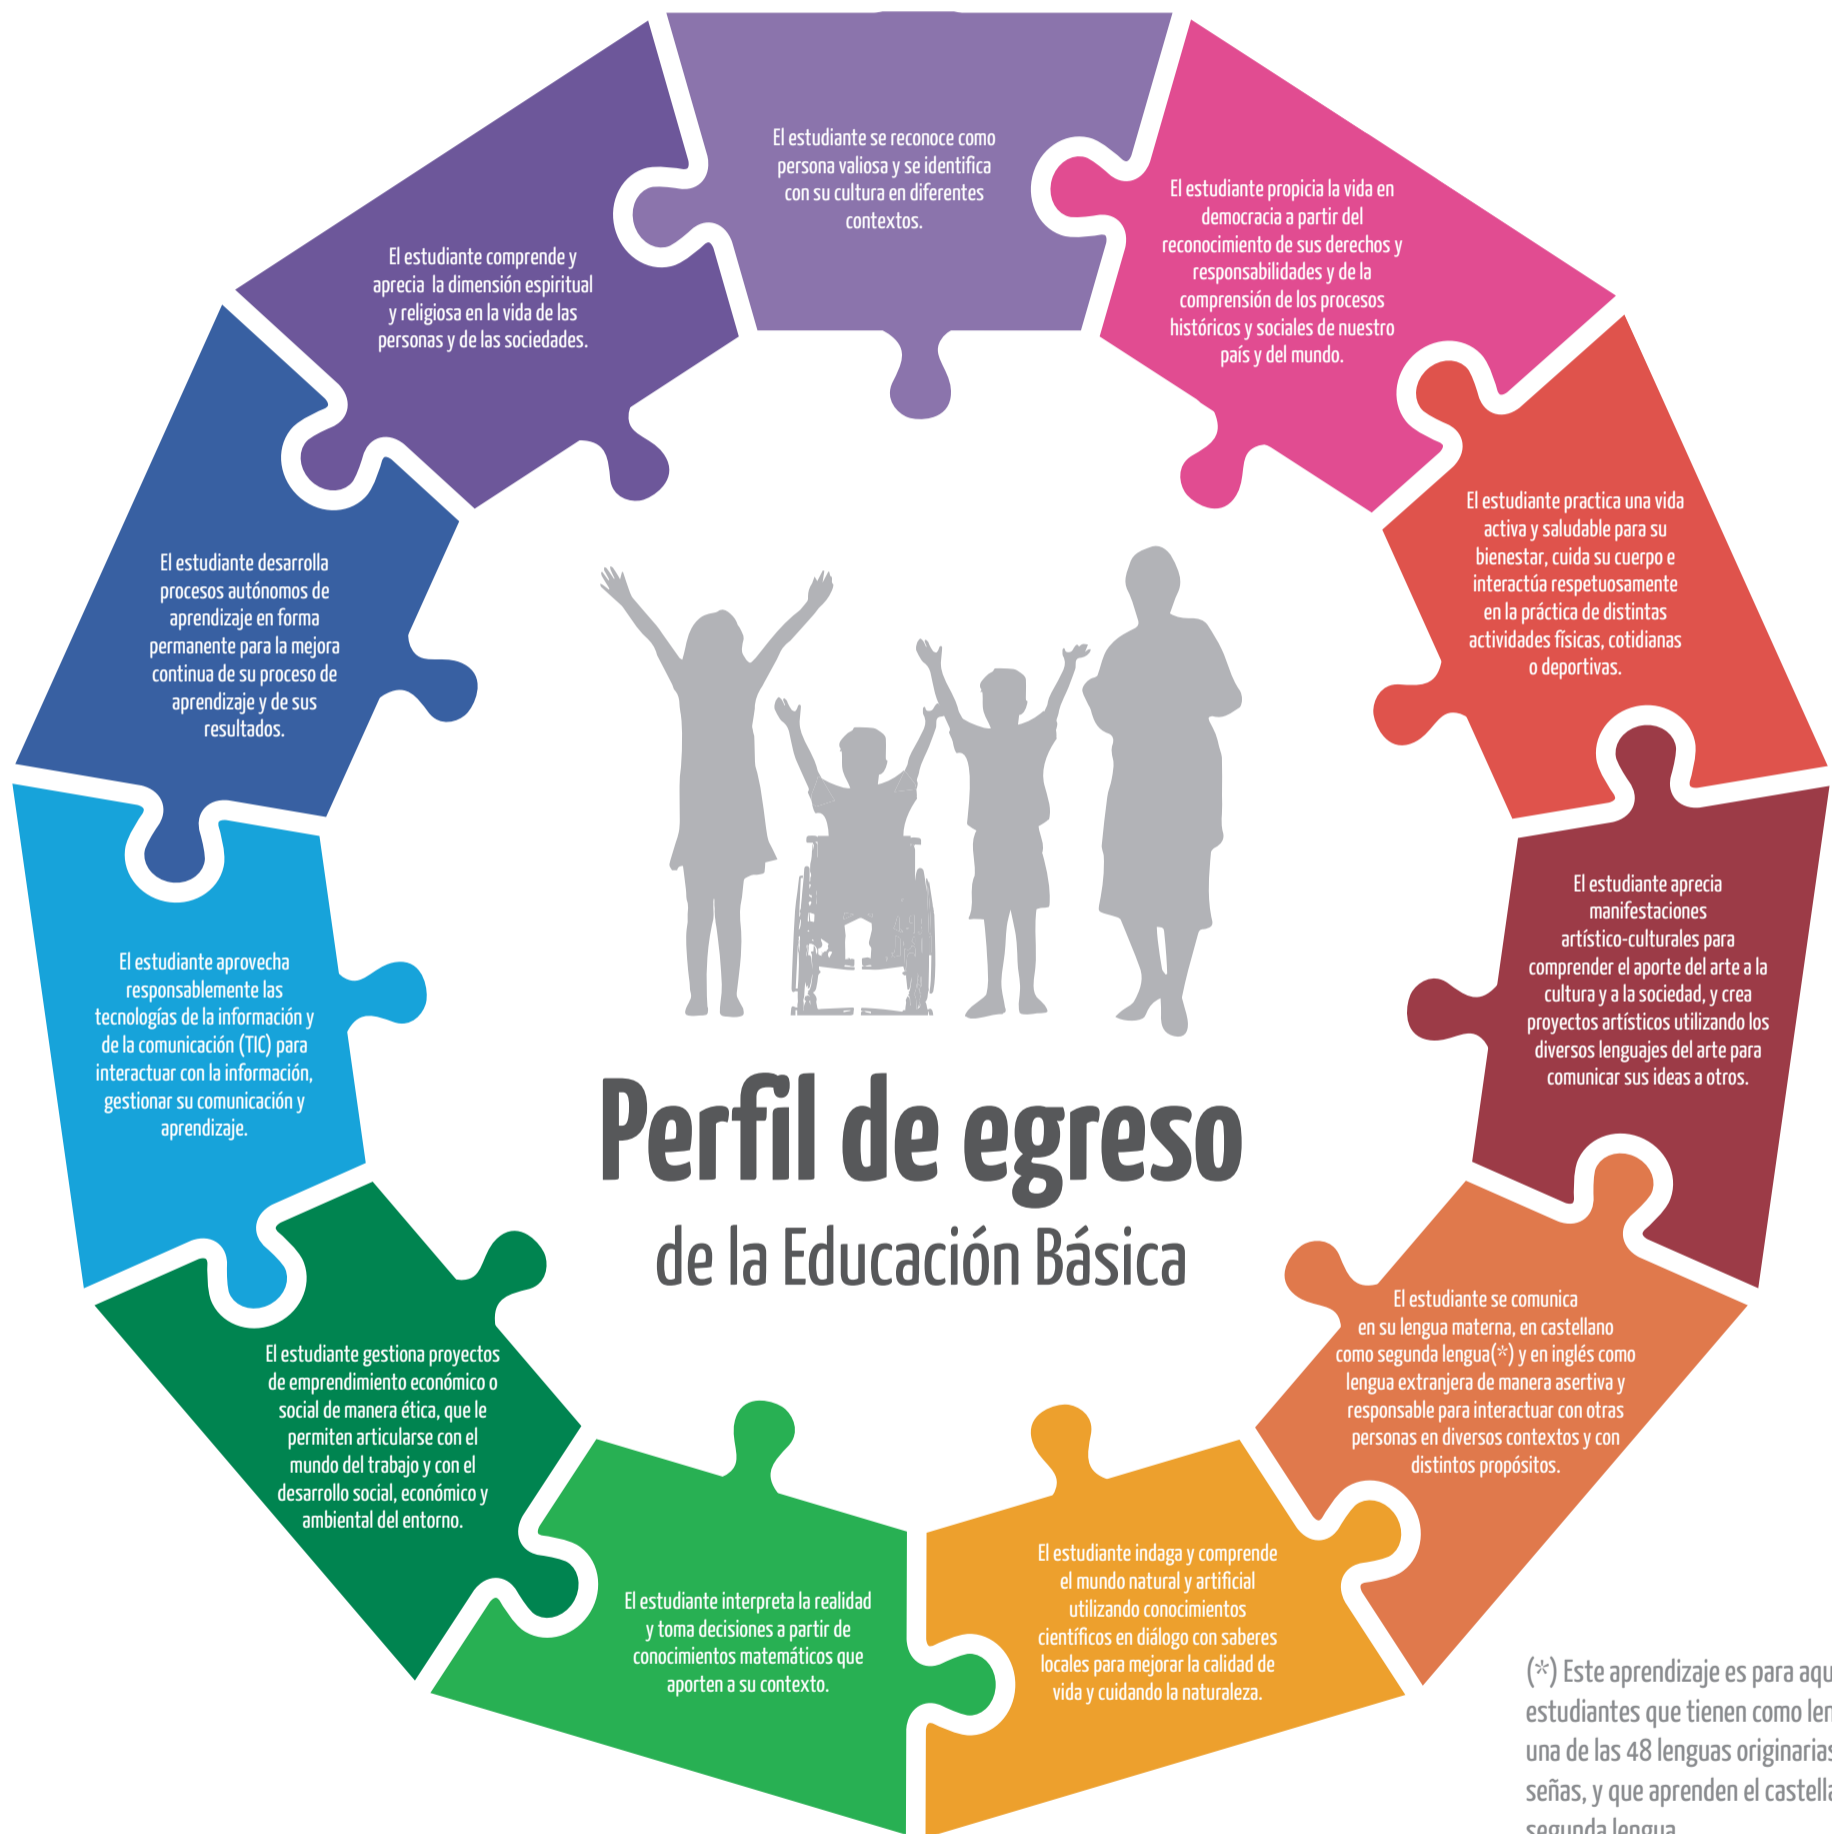 El estudiante se reconoce como
persona valiosa y se identifica
con su cultura en diferentes
contextos.
El estudiante propicia la vida en
democracia a partir del
reconocimiento de sus derechos y
responsabilidades y de la
comprensión de los procesos
históricos y sociales de nuestro
país y del mundo.
El estudiante practica una vida
activa y saludable para su
bienestar, cuida su cuerpo e
interactúa respetuosamente
en la práctica de distintas
actividades físicas, cotidianas
o deportivas.
El estudiante aprecia
manifestaciones
artístico-culturales para
comprender el aporte del arte a la
cultura y a la sociedad, y crea
proyectos artísticos utilizando los
diversos lenguajes del arte para
comunicar sus ideas a otros.
El estudiante se comunica
en su lengua materna, en castellano
como segunda lengua(*) y en inglés como
lengua extranjera de manera asertiva y
responsable para interactuar con otras
personas en diversos contextos y con
distintos propósitos.
El estudiante indaga y comprende
el mundo natural y artificial
utilizando conocimientos
científicos en diálogo con saberes
locales para mejorar la calidad de
vida y cuidando la naturaleza.
El estudiante interpreta la realidad
y toma decisiones a partir de
conocimientos matemáticos que
aporten a su contexto.
El estudiante gestiona proyectos
de emprendimiento económico o
social de manera ética, que le
permiten articularse con el
mundo del trabajo y con el
desarrollo social, económico y
ambiental del entorno.
El estudiante aprovecha
responsablemente las
tecnologías de la información y
de la comunicación (TIC) para
interactuar con la información,
gestionar su comunicación y
aprendizaje.
El estudiante desarrolla
procesos autónomos de
aprendizaje en forma
permanente para la mejora
continua de su proceso de
aprendizaje y de sus
resultados.
El estudiante comprende y
aprecia la dimensión espiritual
y religiosa en la vida de las
personas y de las sociedades.
Perfil de egreso
de la Educación Básica
(*) Este aprendizaje es para
estudiantes que tienen como
una de las 48 lenguas originarias
señas, y que aprenden el
segunda lengua